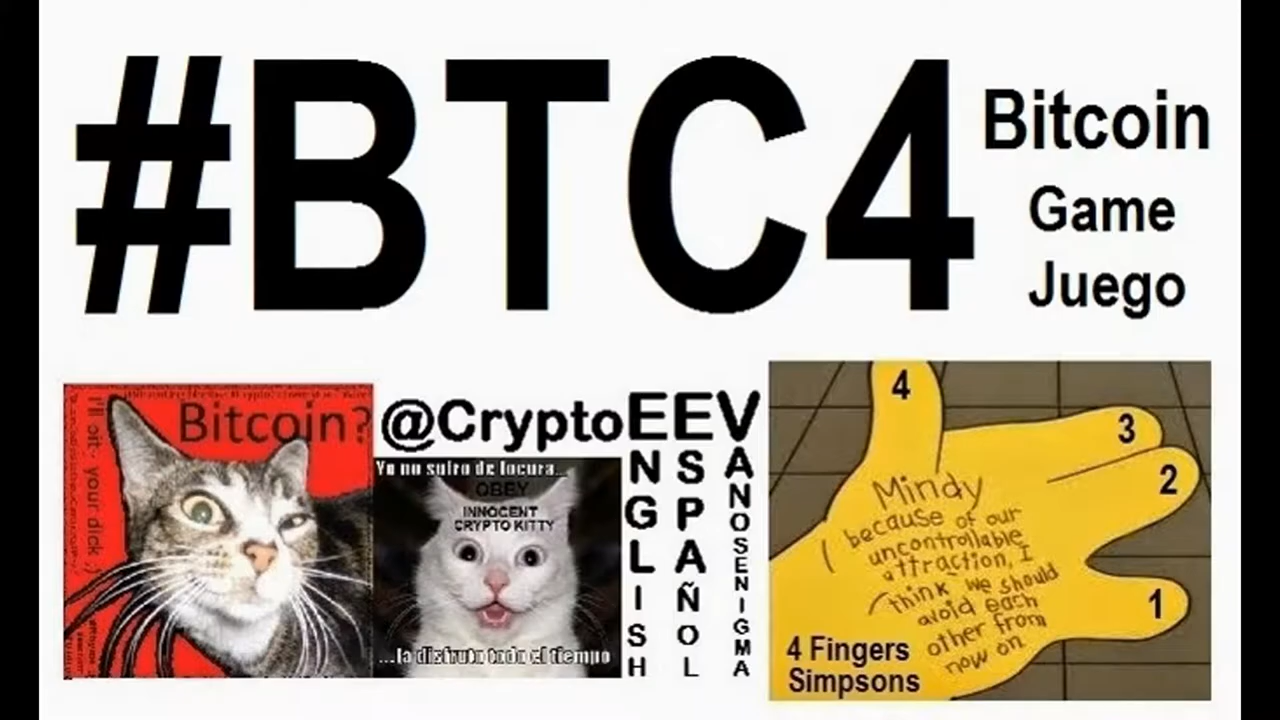 #BTC4
Bitcoin
Game
Juego
Bitcoin?
I'll bit your dick ;)
@CryptoEEV
ENGLISH
ESPAÑOL
VANOSENIGMA
Yo no sufro de locura...
OBEY
INNOCENT
CRYPTO KITTY
...la disfruto todo el tiempo
4
3
2
1
Mindy
because of our
uncontrollable
attraction, I
think we should
avoid each
other from
now on
4 Fingers
Simpsons